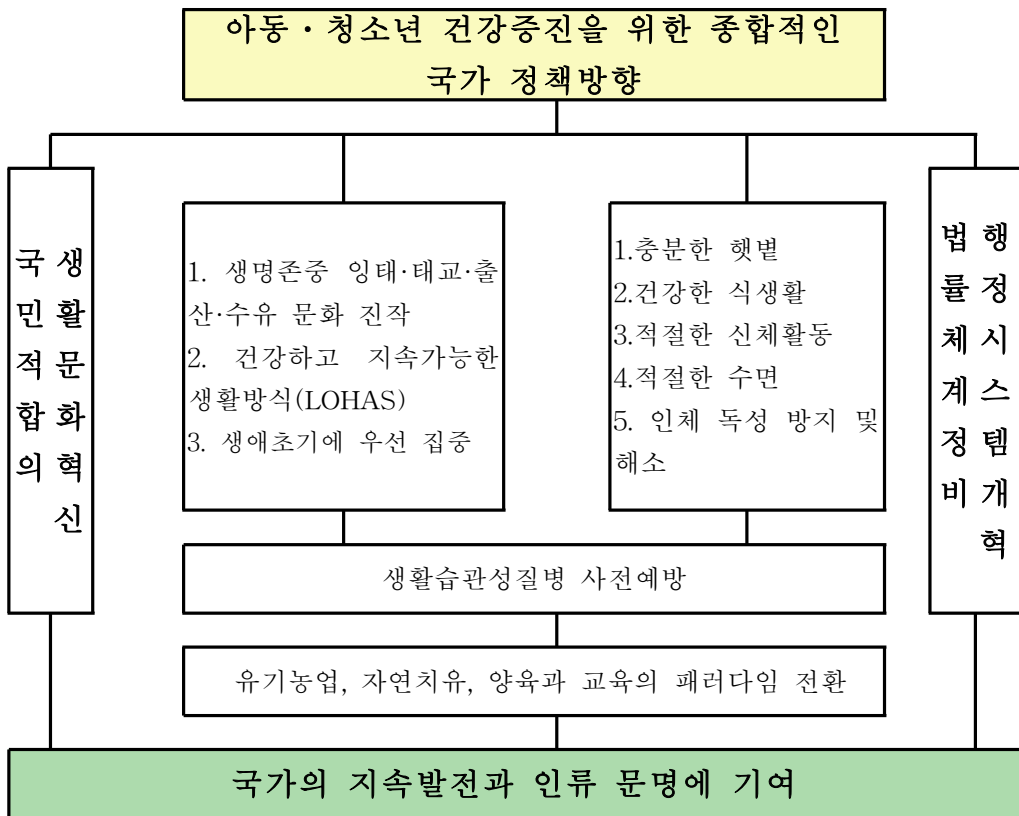 아동·청소년 건강증진을 위한 종합적인
국가 정책방향
국민적합의
생활문화혁신
1. 생명존중 잉태·태교·출
산·수유 문화 진작
2. 건강하고 지속가능한
생활방식(LOHAS)
3. 생애초기에 우선 집중
1.충분한 햇볕
2.건강한 식생활
3.적절한 신체활동
4.적절한 수면
5. 인체 독성 방지 및
해소
법률체계정비
행정시스템개혁
생활습관성질병 사전예방
유기농업, 자연치유, 양육과 교육의 패러다임 전환
국가의 지속발전과 인류 문명에 기여